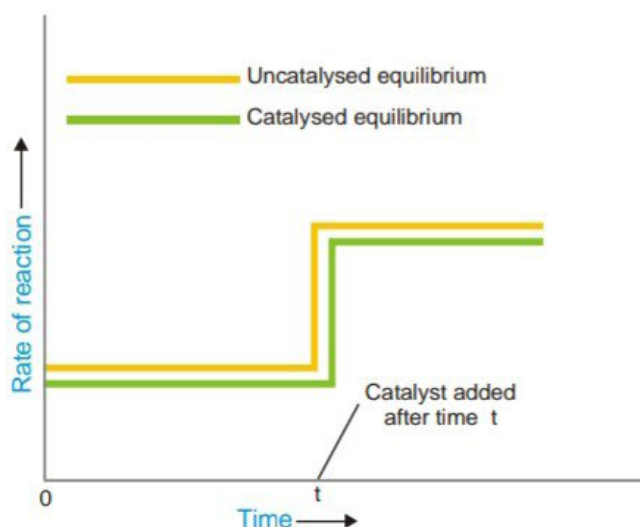 Uncatalysed equilibrium
Catalysed equilibrium
Rate of reaction
Catalyst added
after time t
0
t
Time